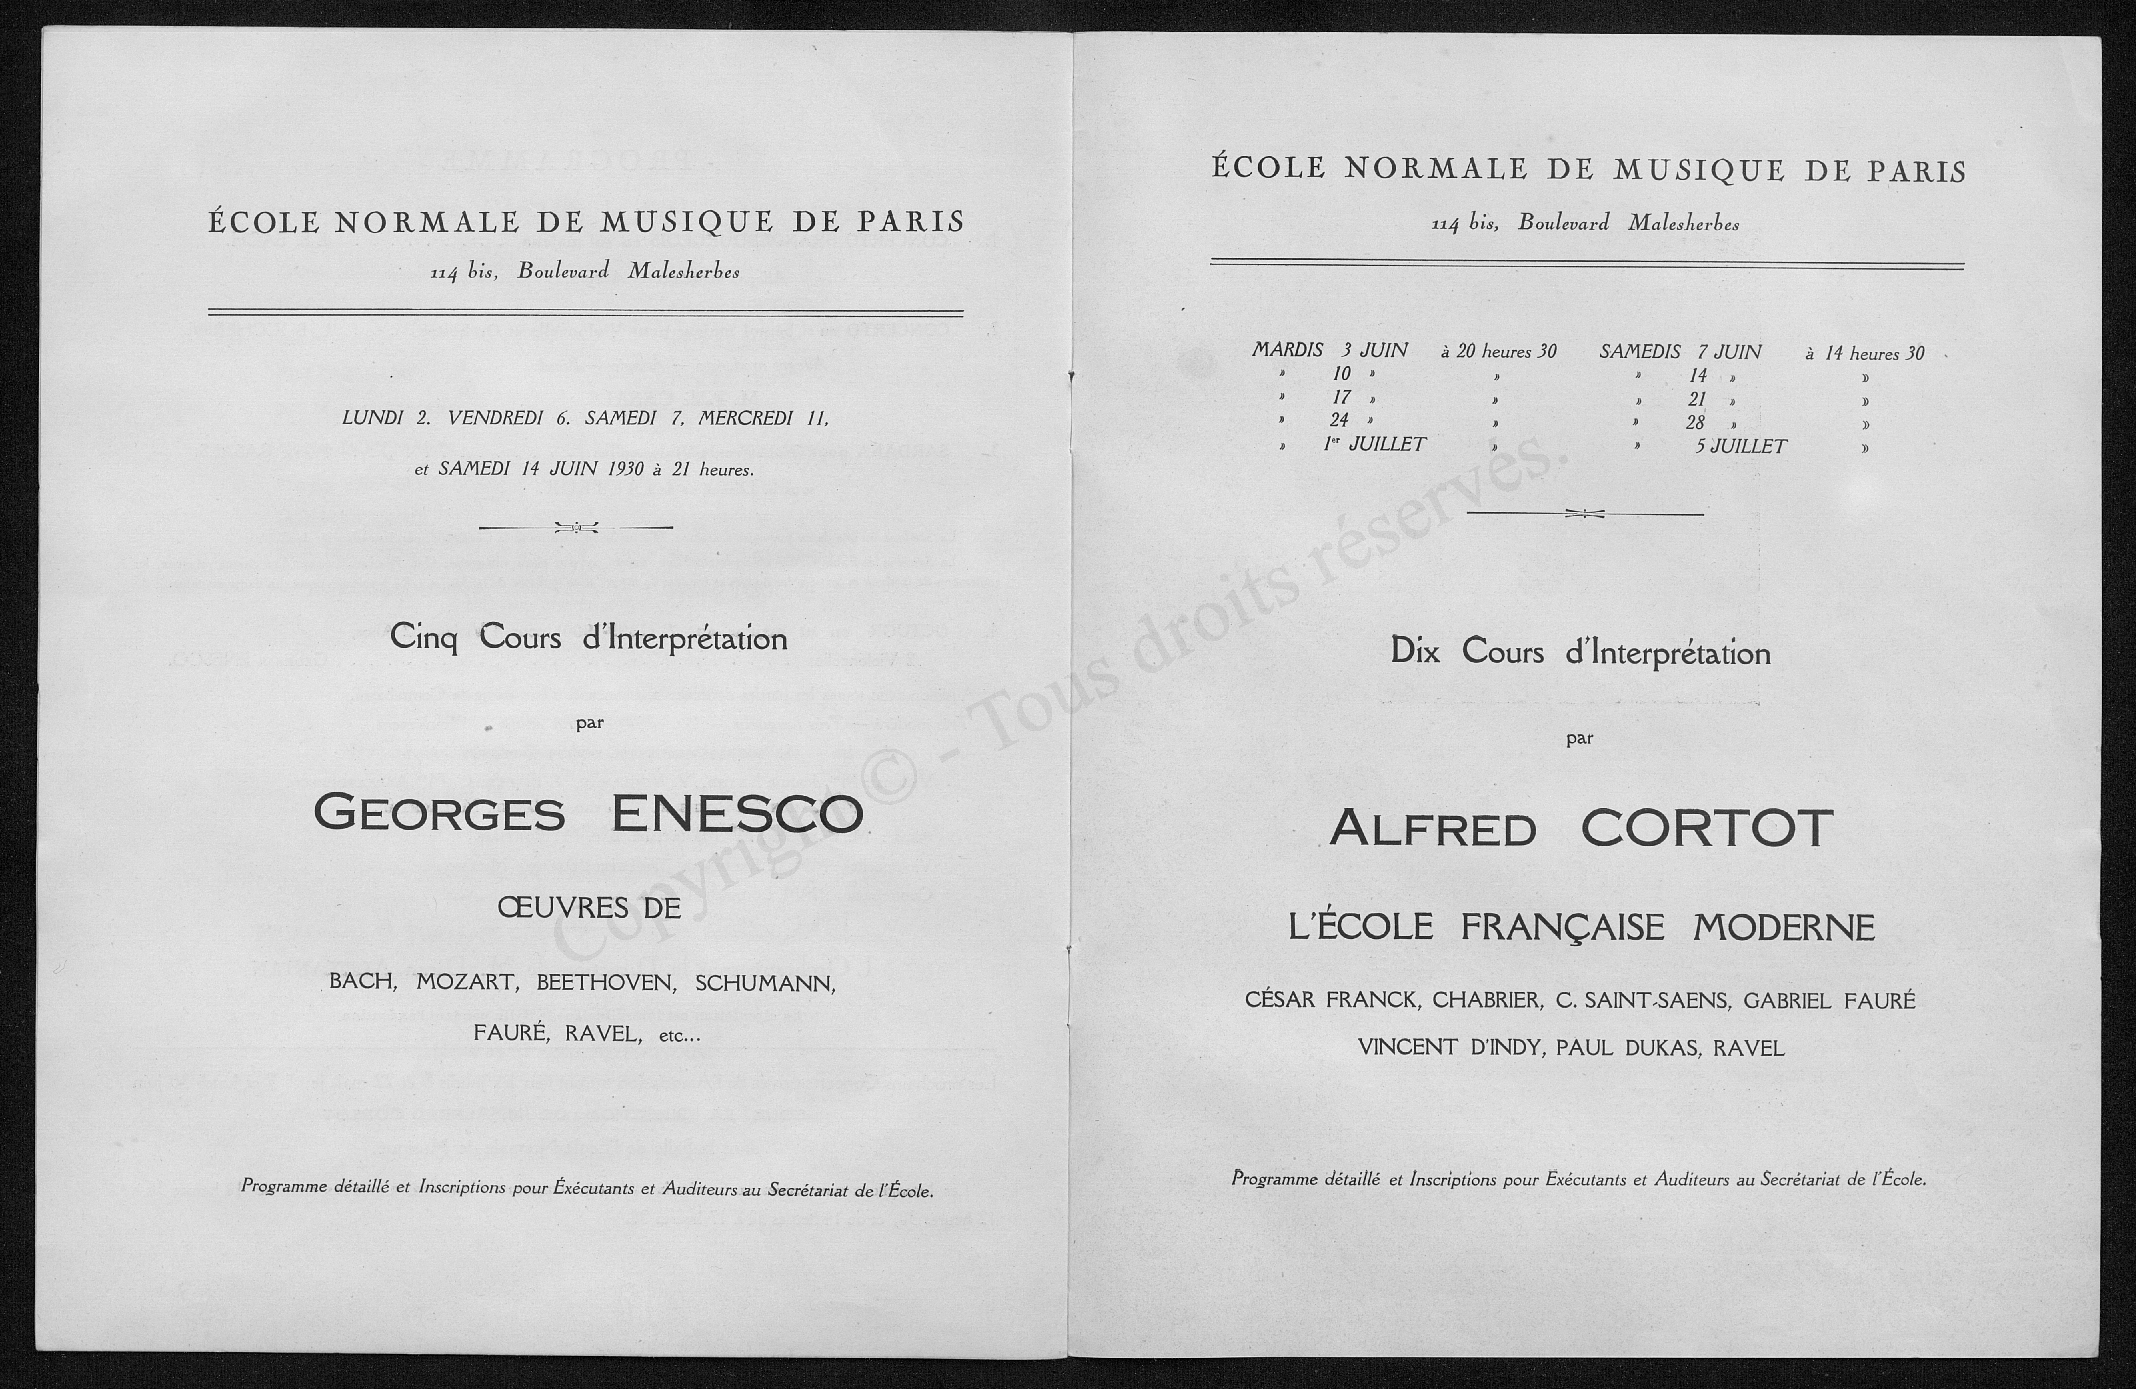 ÉCOLE NORMALE DE MUSIQUE DE PARIS
114 bis, Boulevard Malesherbes
LUNDI 2. VENDREDI 6. SAMEDI 7, MERCREDI 11,
et SAMEDI 14 JUIN 1930 à 21 heures.
Cinq Cours d'Interprétation
par
GEORGES ENESCO
ŒUVRES DE
BACH, MOZART, BEETHOVEN, SCHUMANN,
FAURÉ, RAVEL, etc...
Programme détaillé et Inscriptions pour Éxécutants et Auditeurs au Secrétariat de l'École.
ÉCOLE NORMALE DE MUSIQUE DE PARIS
114 bis, Boulevard Malesherbes
MARDIS 3 JUIN à 20 heures 30 SAMEDIS 7 JUIN à 14 heures 30
» 10 » » » 14 » »
» 17 » » » 21 » »
» 24 » » » 28 » »
» 1er JUILLET » » 5 JUILLET »
Dix Cours d'Interprétation
par
ALFRED CORTOT
L'ÉCOLE FRANÇAISE MODERNE
CÉSAR FRANCK, CHABRIER, C. SAINT-SAENS, GABRIEL FAURÉ
VINCENT D'INDY, PAUL DUKAS, RAVEL
Programme détaillé et Inscriptions pour Exécutants et Auditeurs au Secrétariat de l'École.
Copyright © - Tous droits réservés.